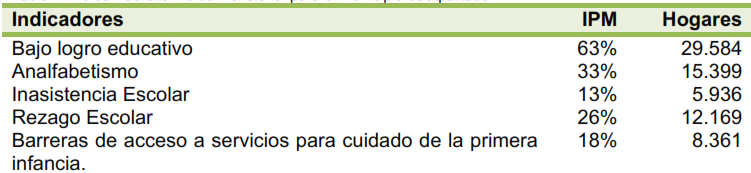 Indicadores IPM Hogares
Bajo logro educativo 63% 29.584
Analfabetismo 33% 15.399
Inasistencia Escolar 13% 5.936
Rezago Escolar 26% 12.169
Barreras de acceso a servicios para cuidado de la primera 18% 8.361
infancia.